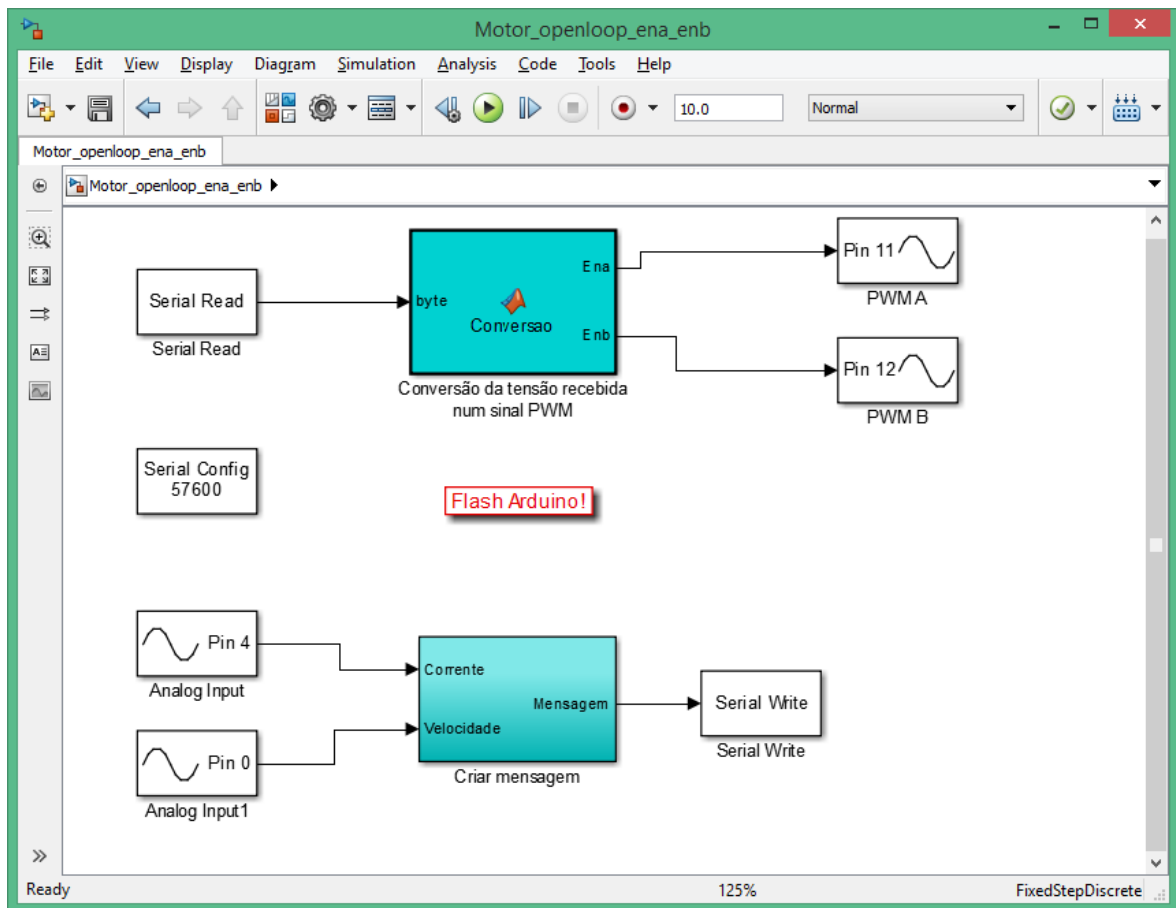 Motor_openloop_ena_enb
File Edit View Display Diagram Simulation Analysis Code Tools Help
10.0 Normal
Motor_openloop_ena_enb
Motor_openloop_ena_enb
Serial Read
Serial Read
byte
Conversao
Ena
Enb
Conversão da tensão recebida
num sinal PWM
Pin 11
PWM A
Pin 12
PWM B
Serial Config
57600
Flash Arduino!
Pin 4
Analog Input
Pin 0
Analog Input1
Corrente
Velocidade
Mensagem
Criar mensagem
Serial Write
Serial Write
Ready 125% FixedStepDiscrete